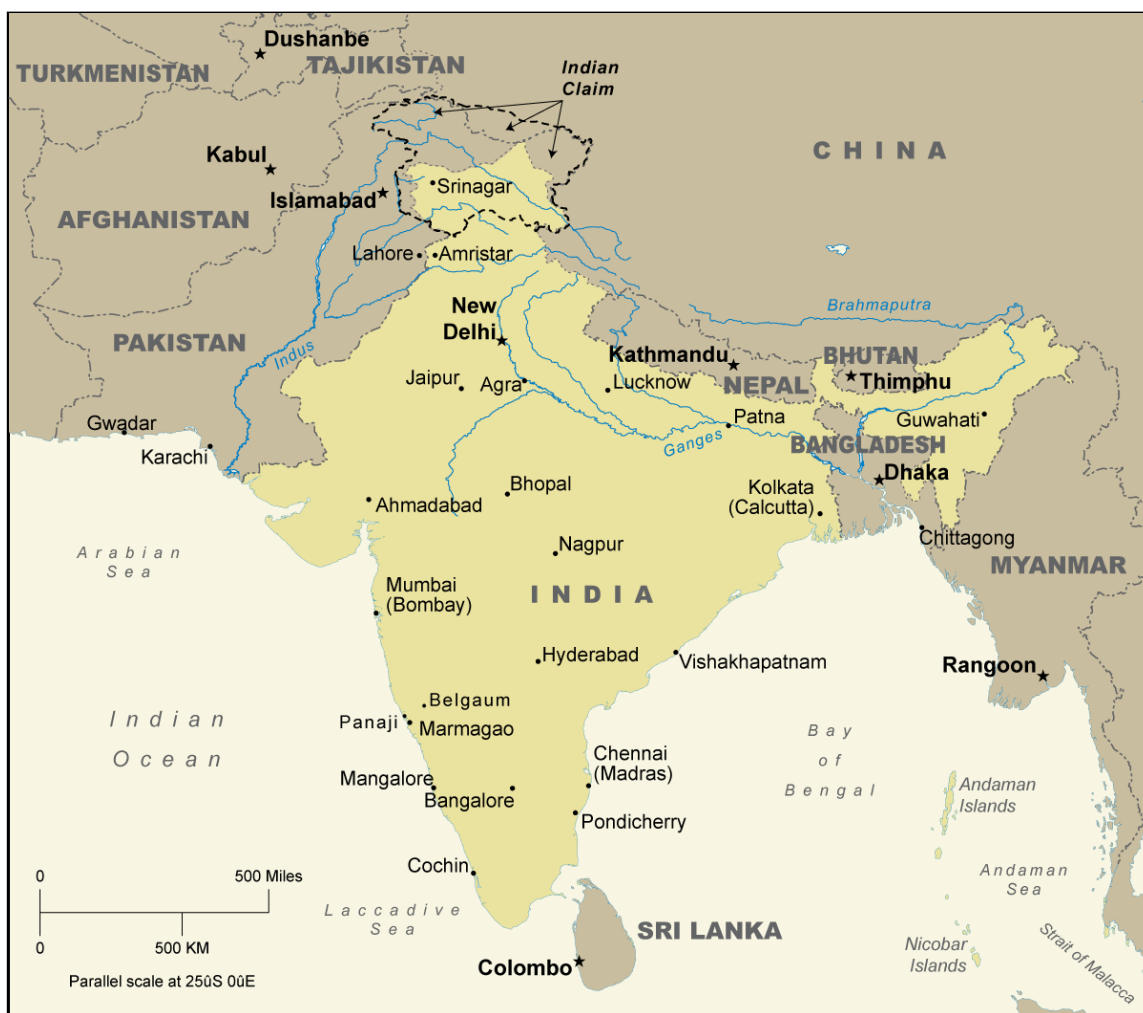 Dushanbe
TURKMENISTAN
TAJIKISTAN
Indian
Claim
CHINA
Kabul
Islamabad
Srinagar
AFGHANISTAN
Lahore
Amristar
New
Delhi
Brahmaputra
PAKISTAN
Indus
Kathmandu
BHUTAN
Thimphu
Jaipur
Agra
Lucknow
NEPAL
Gwadar
Patna
Guwahati
Karachi
Ganges
BANGLADESH
Dhaka
Bhopal
Kolkata
(Calcutta)
Ahmadabad
Chittagong
Arabian
Sea
Nagpur
MYANMAR
Mumbai
(Bombay)
INDIA
Hyderabad
Vishakhapatnam
Rangoon
Belgaum
Panaji
Marmagao
Indian
Ocean
Bay
of
Bengal
Chennai
(Madras)
Mangalore
Bangalore
Andaman
Islands
Pondicherry
Cochin
Andaman
Sea
0 500 Miles
0 500 KM
Laccadive
Sea
SRI LANKA
Nicobar
Islands
Strait of Malacca
Colombo
Parallel scale at 25ûS 0ûE